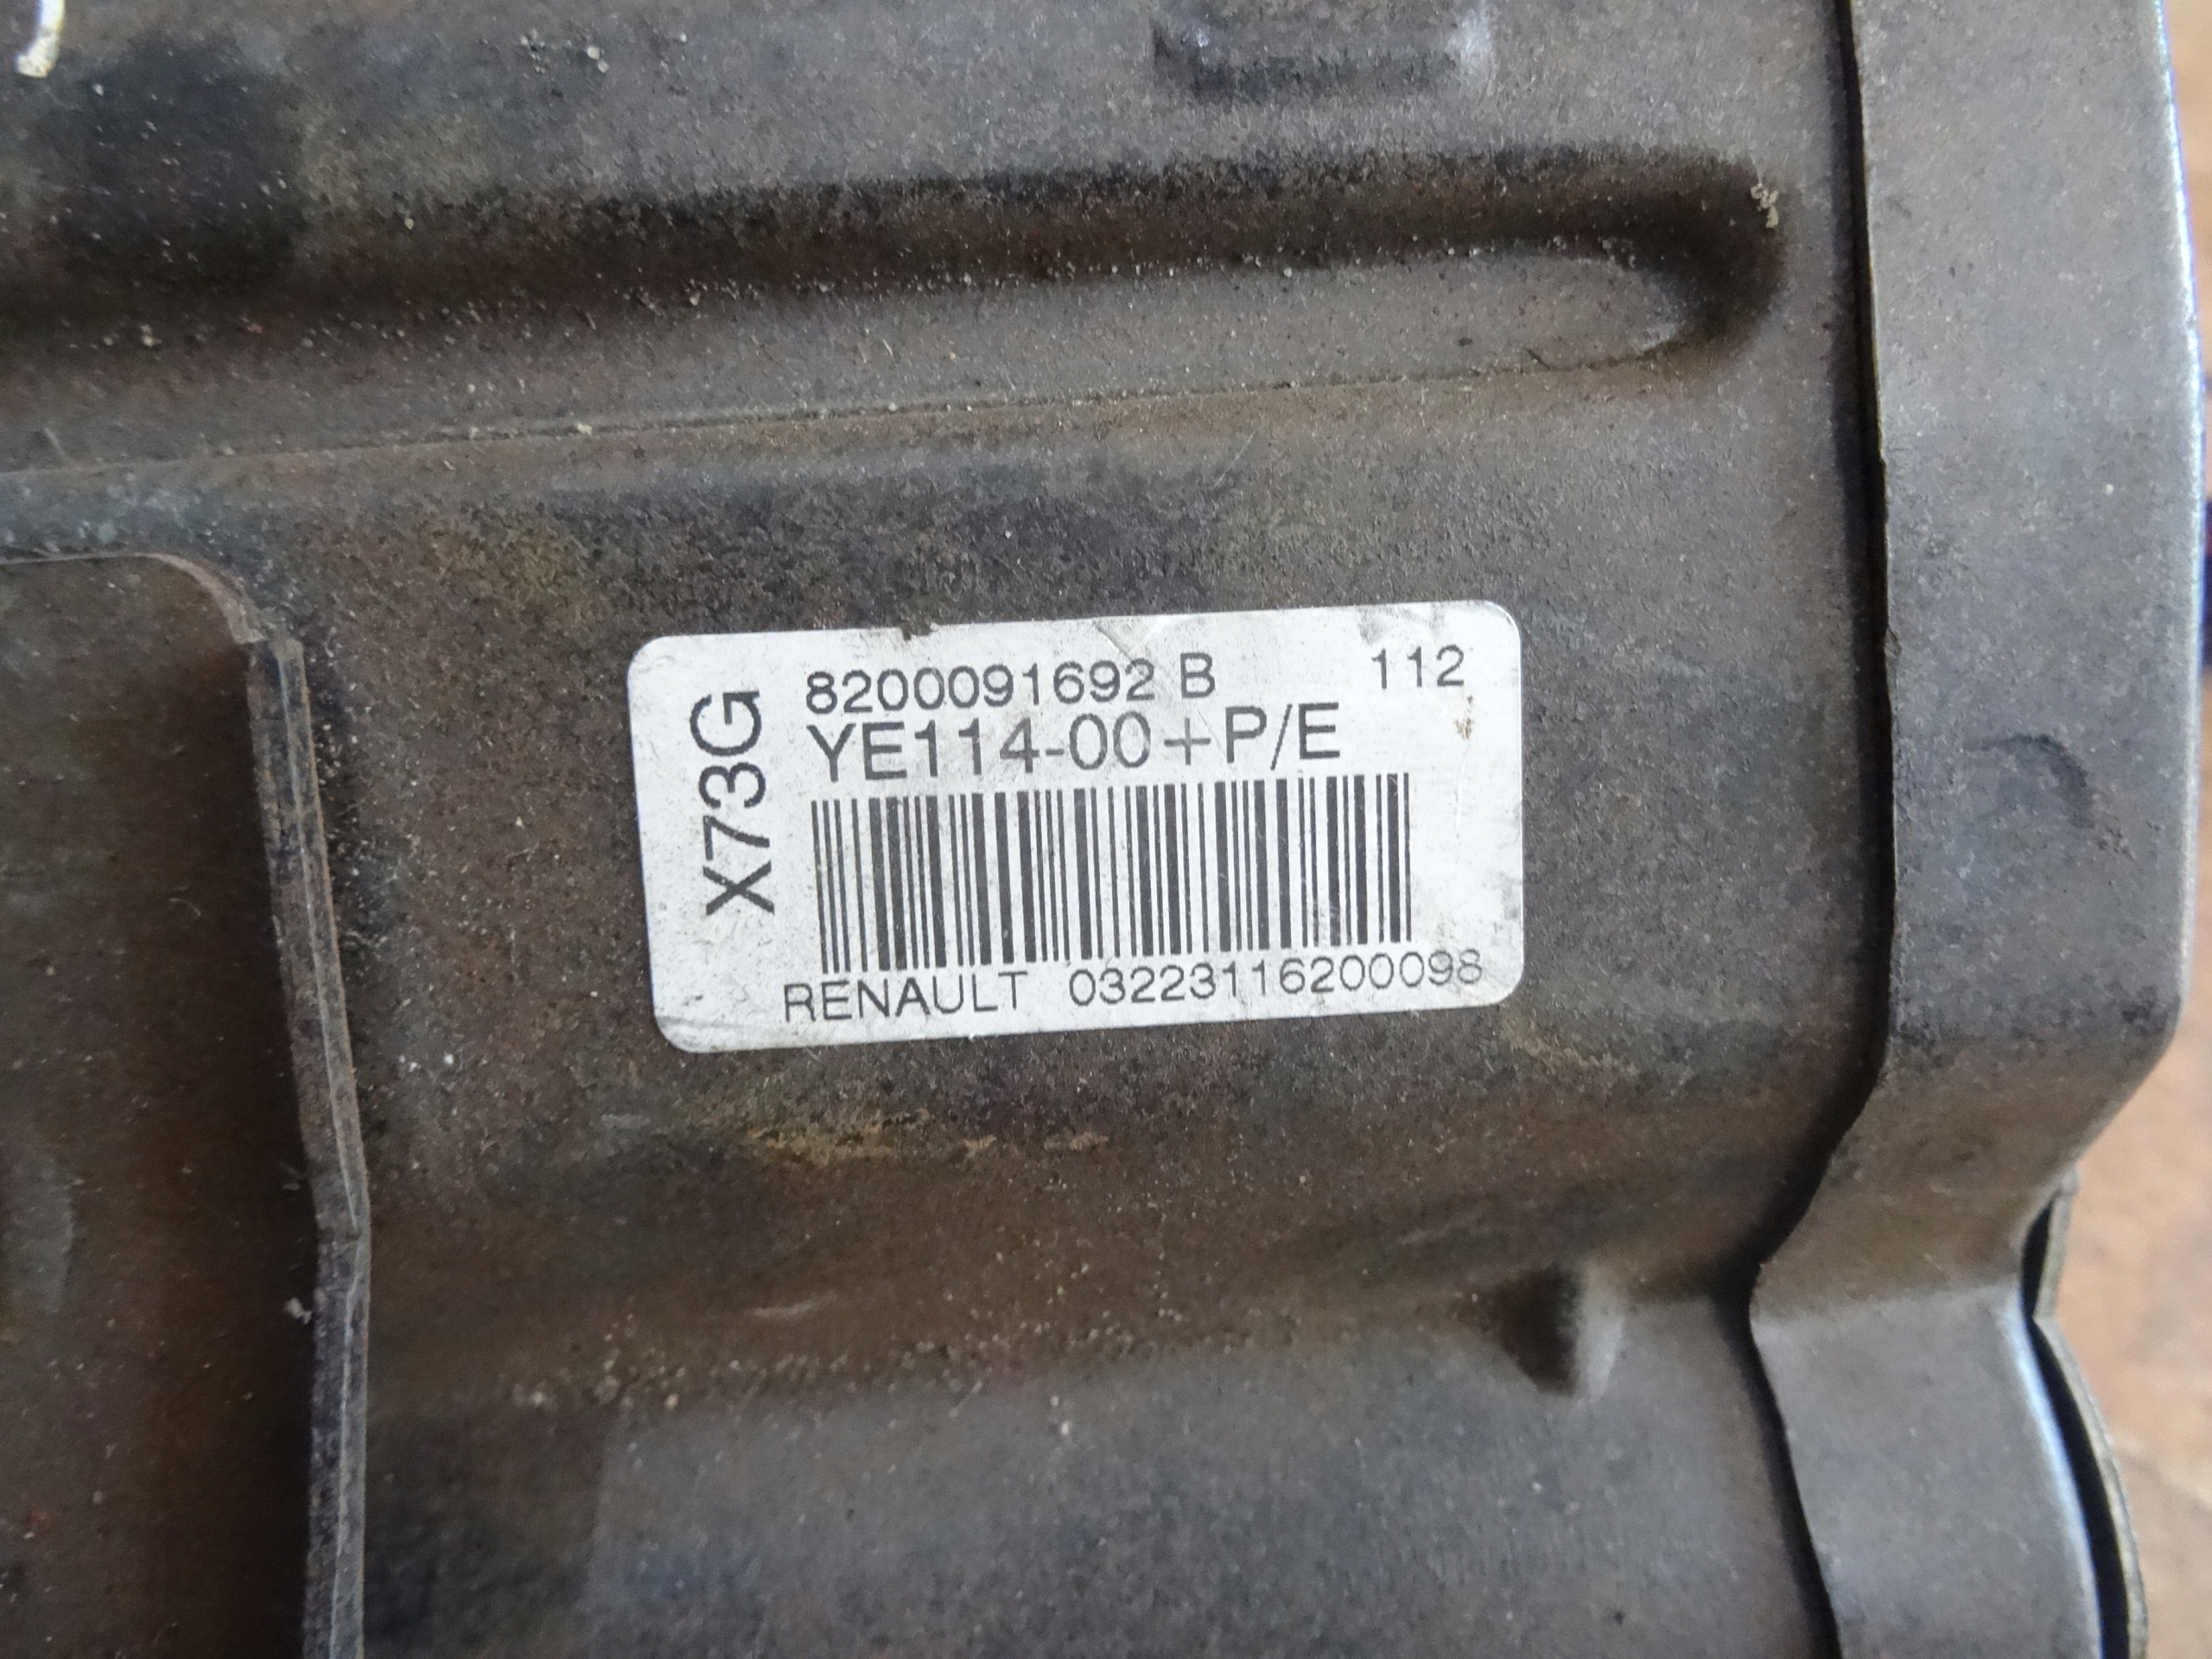 X73G
8200091692 B 112
YE114-00+P/E
RENAULT 03223116200098